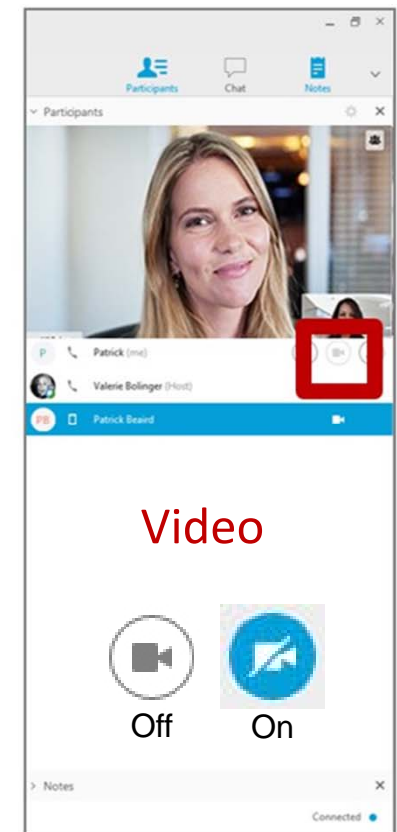 Participants Chat Notes
Participants
P Patrick (me)
Valerie Bolinger (Host)
PB Patrick Beaird
Video
Off On
Notes
Connected